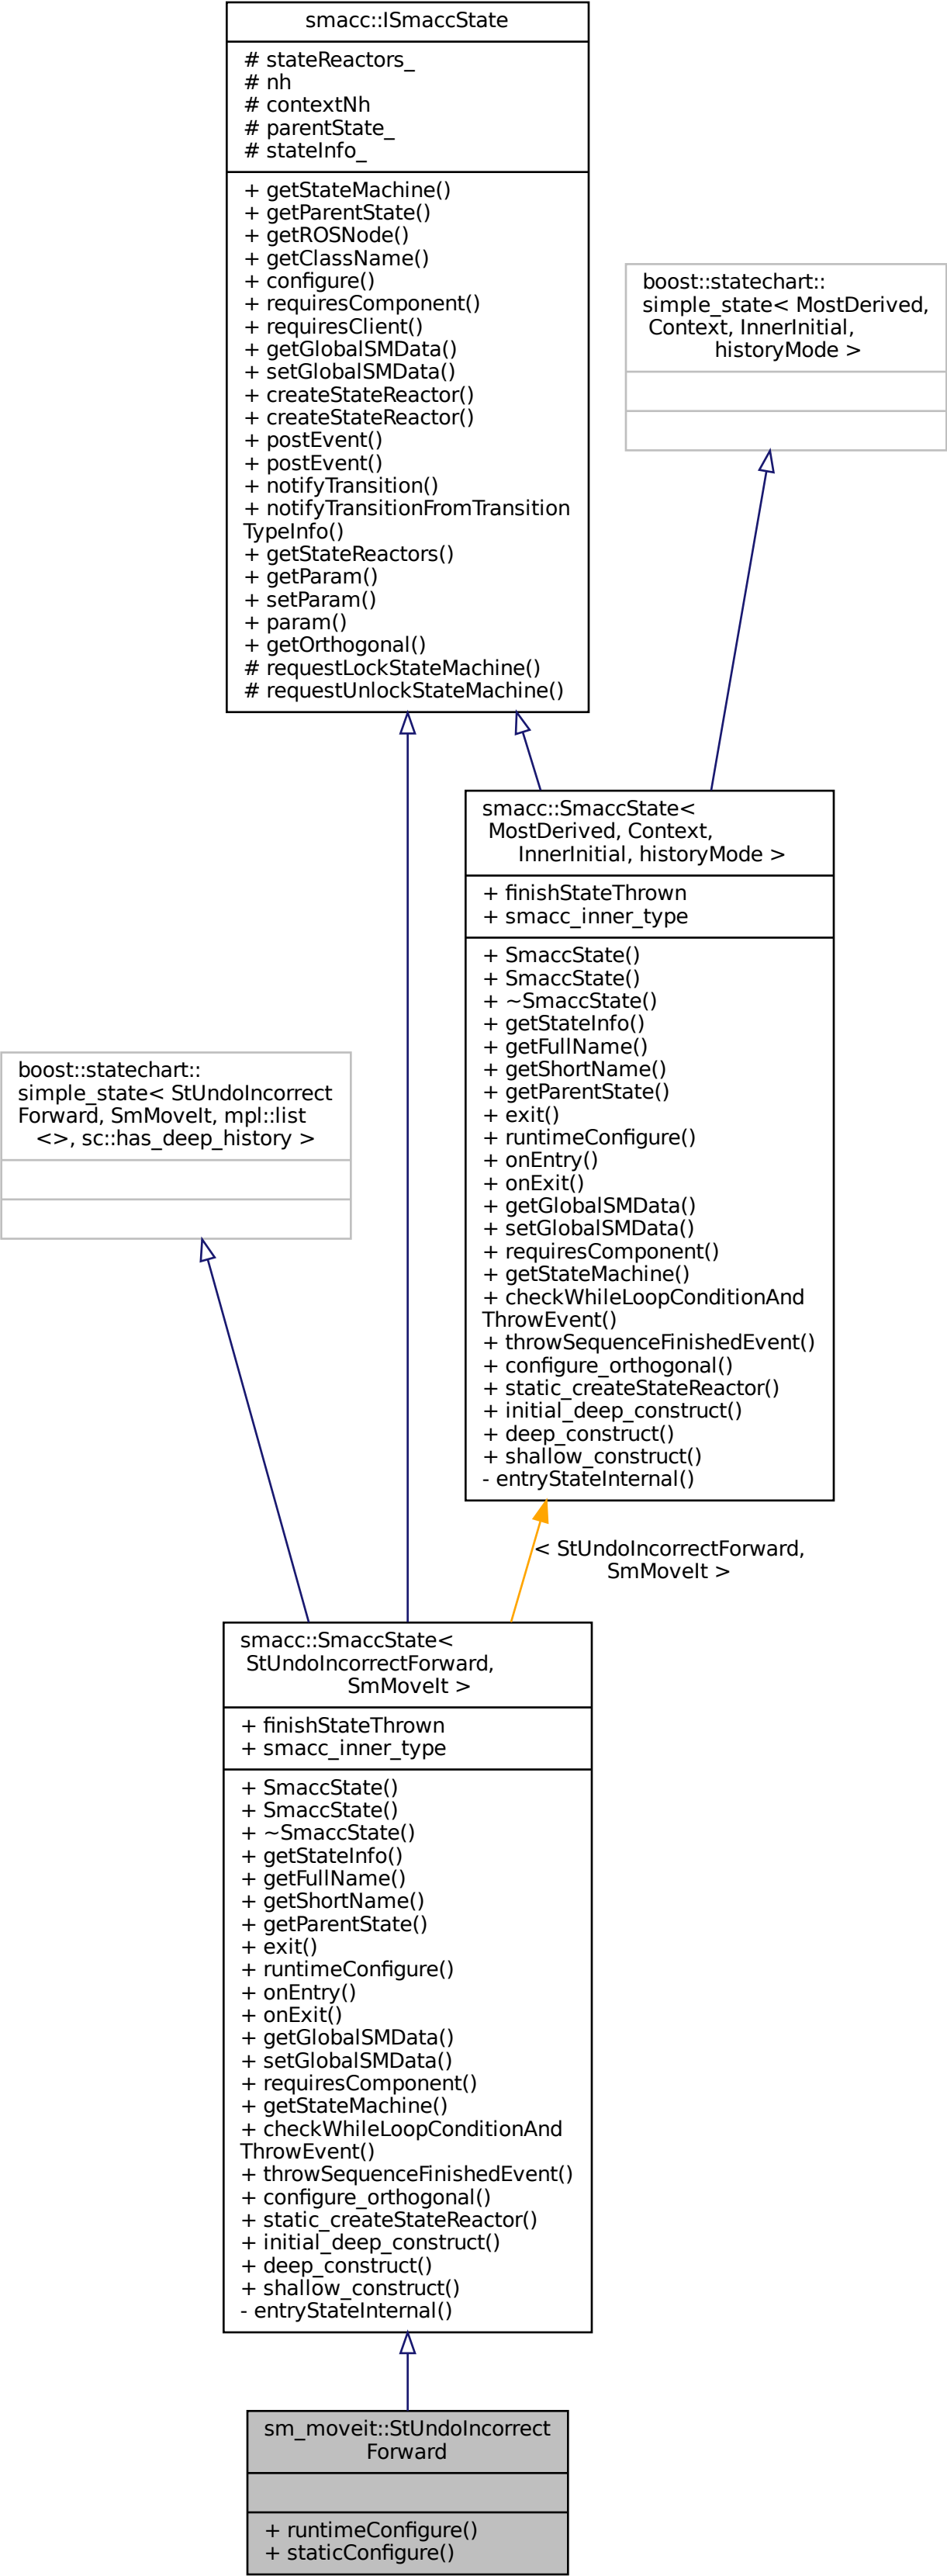 smacc::ISmaccState
# stateReactors_
# nh
# contextNh
# parentState_
# stateInfo_
+ getStateMachine()
+ getParentState()
+ getROSNode()
+ getClassName()
+ configure()
+ requiresComponent()
+ requiresClient()
+ getGlobalSMData()
+ setGlobalSMData()
+ createStateReactor()
+ createStateReactor()
+ postEvent()
+ postEvent()
+ notifyTransition()
+ notifyTransitionFromTransition
TypeInfo()
+ getStateReactors()
+ getParam()
+ setParam()
+ param()
+ getOrthogonal()
# requestLockStateMachine()
# requestUnlockStateMachine()
boost::statechart::
simple_state< MostDerived,
Context, InnerInitial,
historyMode >
smacc::SmaccState<
MostDerived, Context,
InnerInitial, historyMode >
+ finishStateThrown
+ smacc_inner_type
+ SmaccState()
+ SmaccState()
+ ~SmaccState()
+ getStateInfo()
+ getFullName()
+ getShortName()
+ getParentState()
+ exit()
+ runtimeConfigure()
+ onEntry()
+ onExit()
+ getGlobalSMData()
+ setGlobalSMData()
+ requiresComponent()
+ getStateMachine()
+ checkWhileLoopConditionAnd
ThrowEvent()
+ throwSequenceFinishedEvent()
+ configure_orthogonal()
+ static_createStateReactor()
+ initial_deep_construct()
+ deep_construct()
+ shallow_construct()
- entryStateInternal()
boost::statechart::
simple_state< StUndoIncorrect
Forward, SmMoveIt, mpl::list
<>, sc::has_deep_history >
< StUndoIncorrectForward,
SmMoveIt >
smacc::SmaccState<
StUndoIncorrectForward,
SmMoveIt >
+ finishStateThrown
+ smacc_inner_type
+ SmaccState()
+ SmaccState()
+ ~SmaccState()
+ getStateInfo()
+ getFullName()
+ getShortName()
+ getParentState()
+ exit()
+ runtimeConfigure()
+ onEntry()
+ onExit()
+ getGlobalSMData()
+ setGlobalSMData()
+ requiresComponent()
+ getStateMachine()
+ checkWhileLoopConditionAnd
ThrowEvent()
+ throwSequenceFinishedEvent()
+ configure_orthogonal()
+ static_createStateReactor()
+ initial_deep_construct()
+ deep_construct()
+ shallow_construct()
- entryStateInternal()
sm_moveit::StUndoIncorrect
Forward
+ runtimeConfigure()
+ staticConfigure()